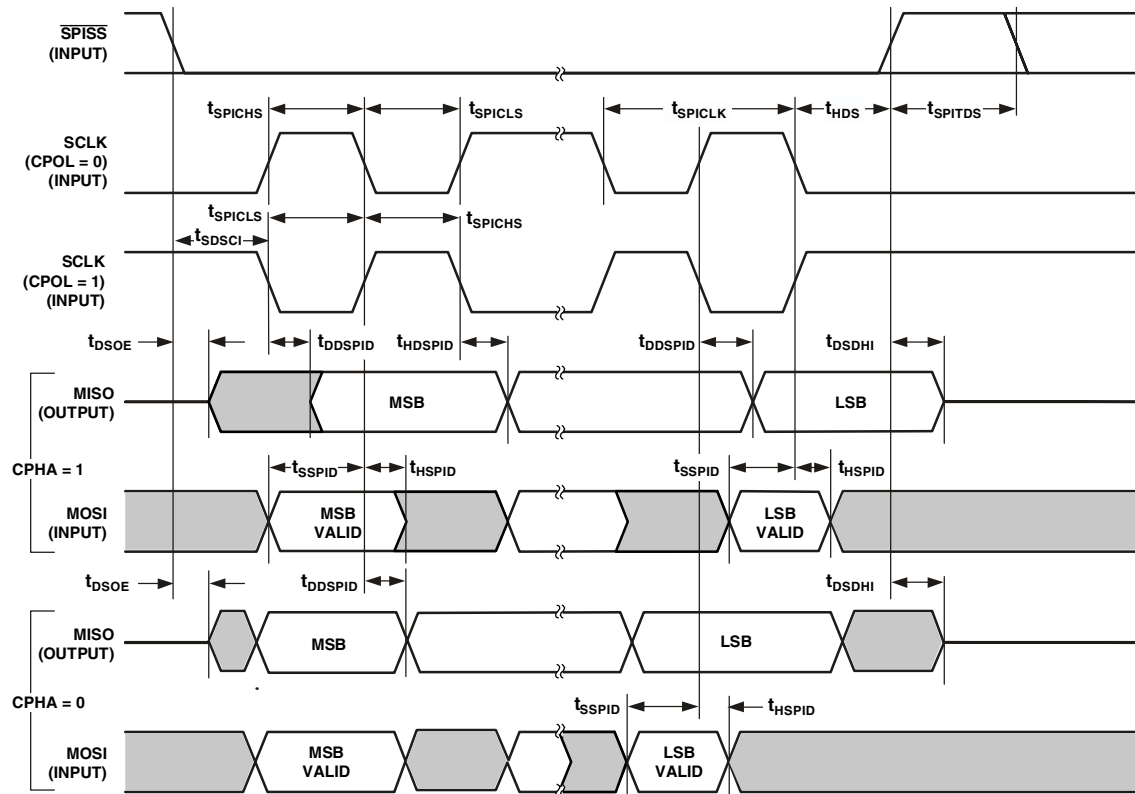 SPISS
(INPUT)
tSPICHS
tSPICLS
tSPICLK
tHDS
tSPITDS
SCLK
(CPOL = 0)
(INPUT)
tSPICLS
tSPICHS
tSDSCI
SCLK
(CPOL = 1)
(INPUT)
tDSOE
tDDSPID
tHDSPID
tDDSPID
tDSDHI
MISO
(OUTPUT)
MSB
LSB
CPHA = 1
tSSPID
tHSPID
tSSPID
tHSPID
MOSI
(INPUT)
MSB
VALID
LSB
VALID
tDSOE
tDDSPID
tDSDHI
MISO
(OUTPUT)
MSB
LSB
CPHA = 0
tSSPID
tHSPID
MOSI
(INPUT)
MSB
VALID
LSB
VALID